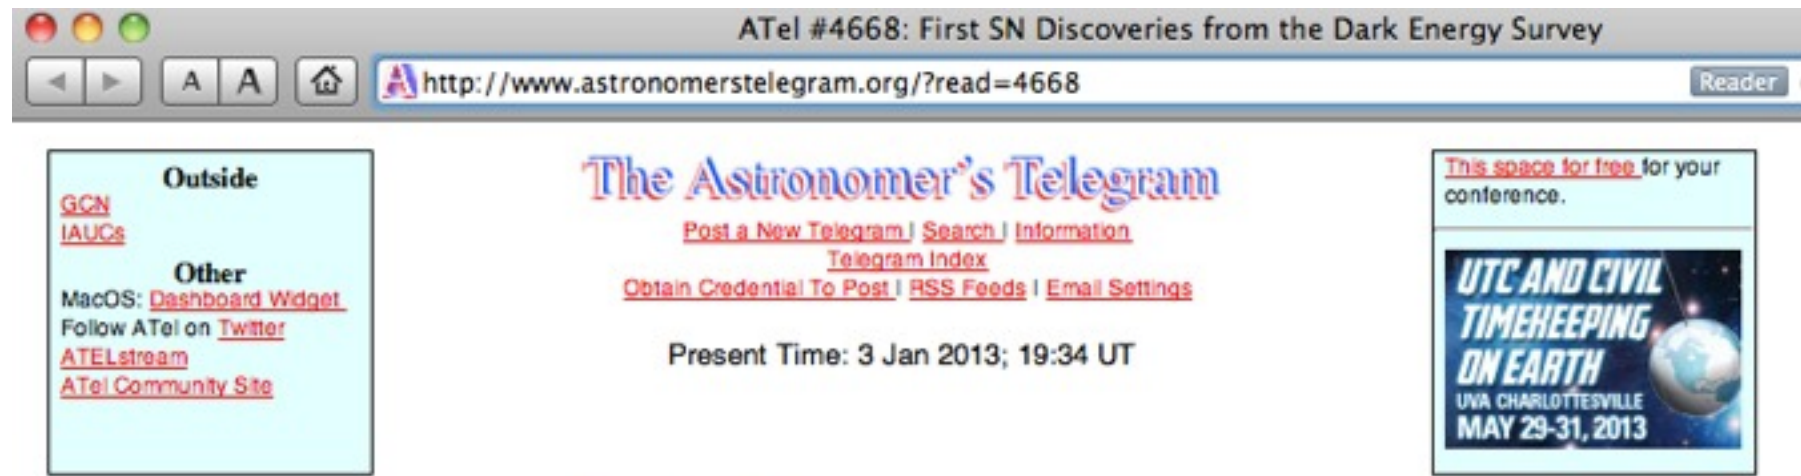 ATel #4668: First SN Discoveries from the Dark Energy Survey
A A http://www.astronomerstelegram.org/?read=4668 Reader
Outside
GCN
IAUCs
Other
MacOS: Dashboard Widget
Follow ATel on Twitter
ATELstream
ATel Community Site
The Astronomer's Telegram
Post a New Telegram | Search | Information
Telegram Index
Obtain Credential To Post | RSS Feeds | Email Settings
Present Time: 3 Jan 2013; 19:34 UT
This space for free for your
conference.
UTC AND CIVIL
TIMEKEEPING
ON EARTH
UVA CHARLOTTESVILLE
MAY 29-31, 2013